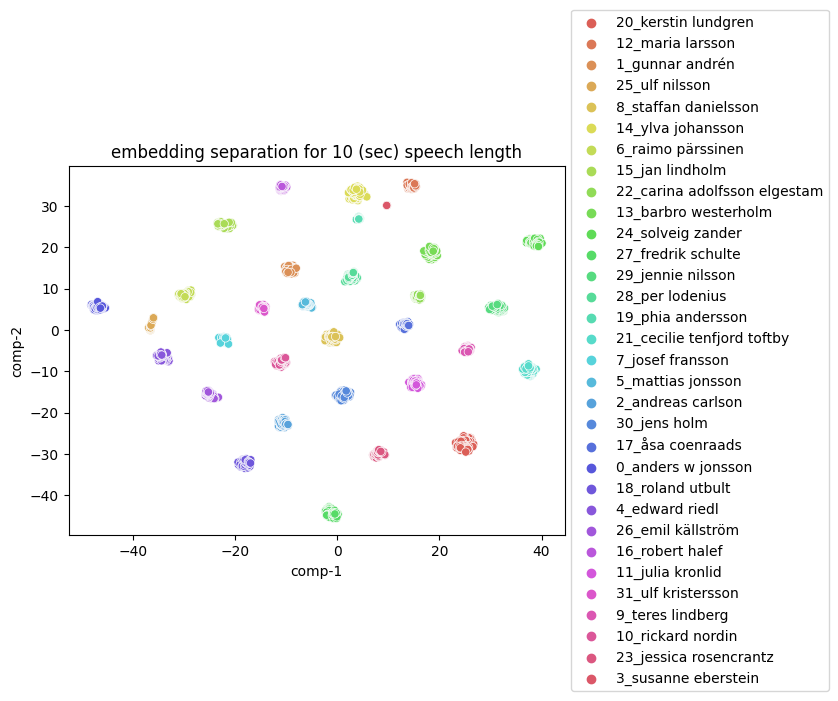 embedding separation for 10 (sec) speech length
comp-2
30
20
10
0
−10
−20
−30
−40
−40
−20
0
20
40
comp-1
20_kerstin lundgren
12_maria larsson
1_gunnar andrén
25_ulf nilsson
8_staffan danielsson
14_ylva johansson
6_raimo pärssinen
15_jan lindholm
22_carina adolfsson elgestam
13_barbro westerholm
24_solveig zander
27_fredrik schulte
29_jennie nilsson
28_per lodenius
19_phia andersson
21_cecilie tenfjord toftby
7_josef fransson
5_mattias jonsson
2_andreas carlson
30_jens holm
17_åsa coenraads
0_anders w jonsson
18_roland utbult
4_edward riedl
26_emil källström
16_robert halef
11_julia kronlid
31_ulf kristersson
9_teres lindberg
10_rickard nordin
23_jessica rosencrantz
3_susanne eberstein